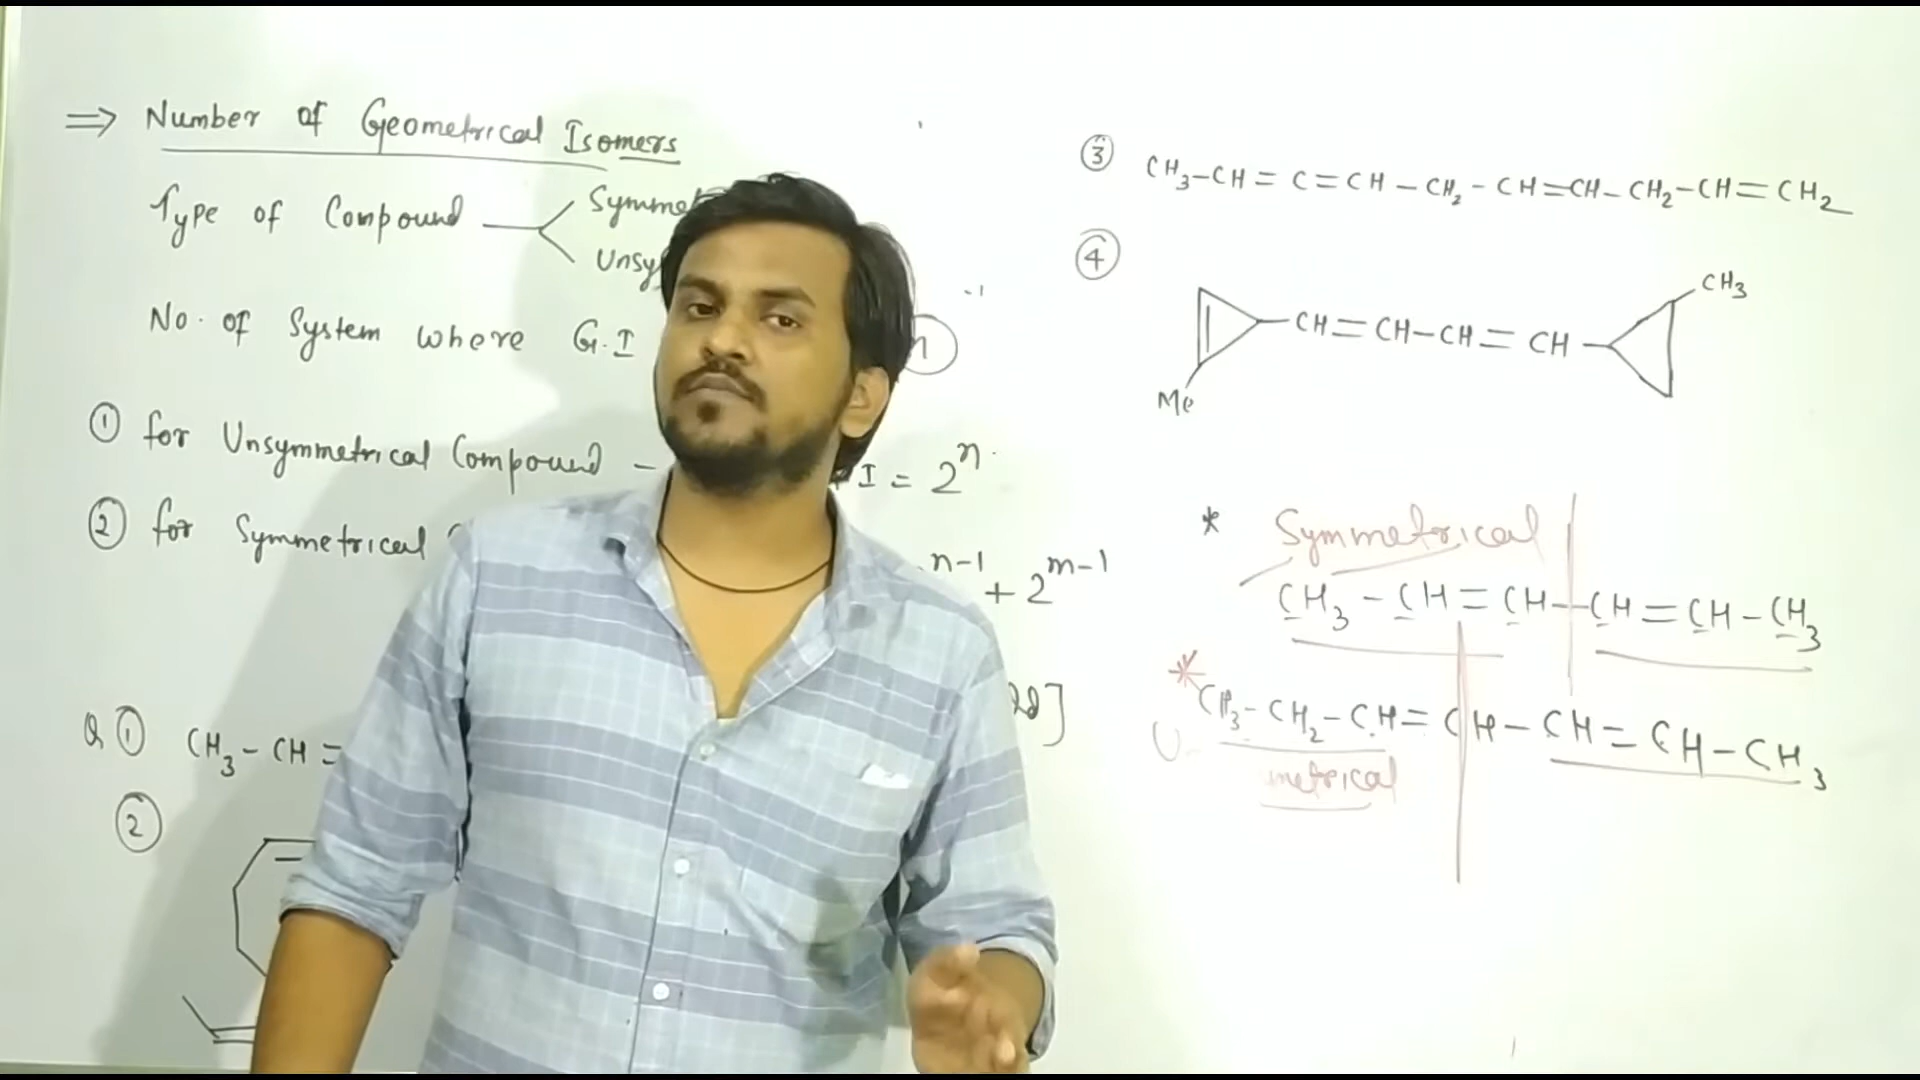 ⇒ Number of Geometrical Isomers
Type of Compound
Symme
Unsy
No. of System where G.I
n
① for Unsymmetrical Compound – I = 2ⁿ
② for Symmetrical n-1 + 2ᵐ⁻¹
Q ① CH₃–CH=
②
③ CH₃–CH=C=CH–CH₂–CH=CH–CH₂–CH=CH₂
④
CH₃
–CH=CH–CH=CH–
Me
* Symmetrical
CH₃–CH=CH–CH=CH–CH₃
* CH₃–CH₂–CH=CH–CH=CH–CH₃
U metrical